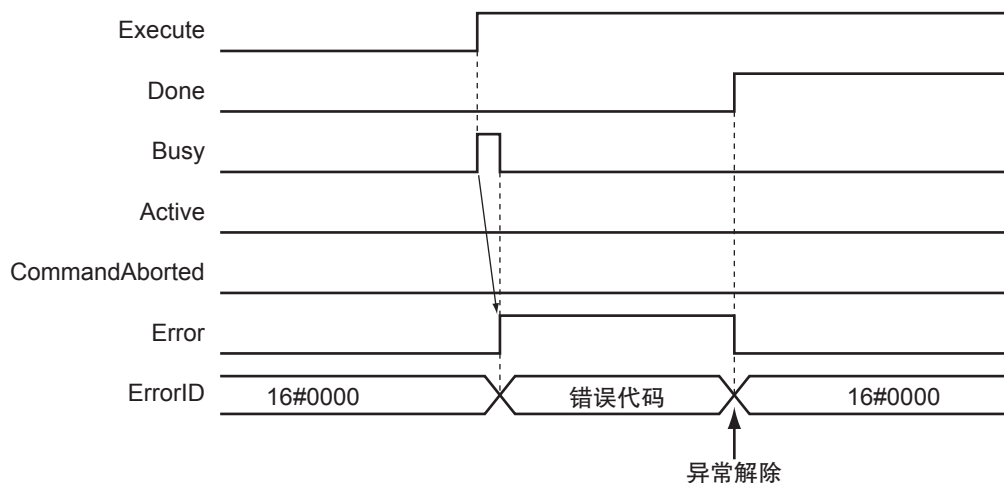 Execute
Done
Busy
Active
CommandAborted
Error
ErrorID 16#0000 错误代码 16#0000
异常解除